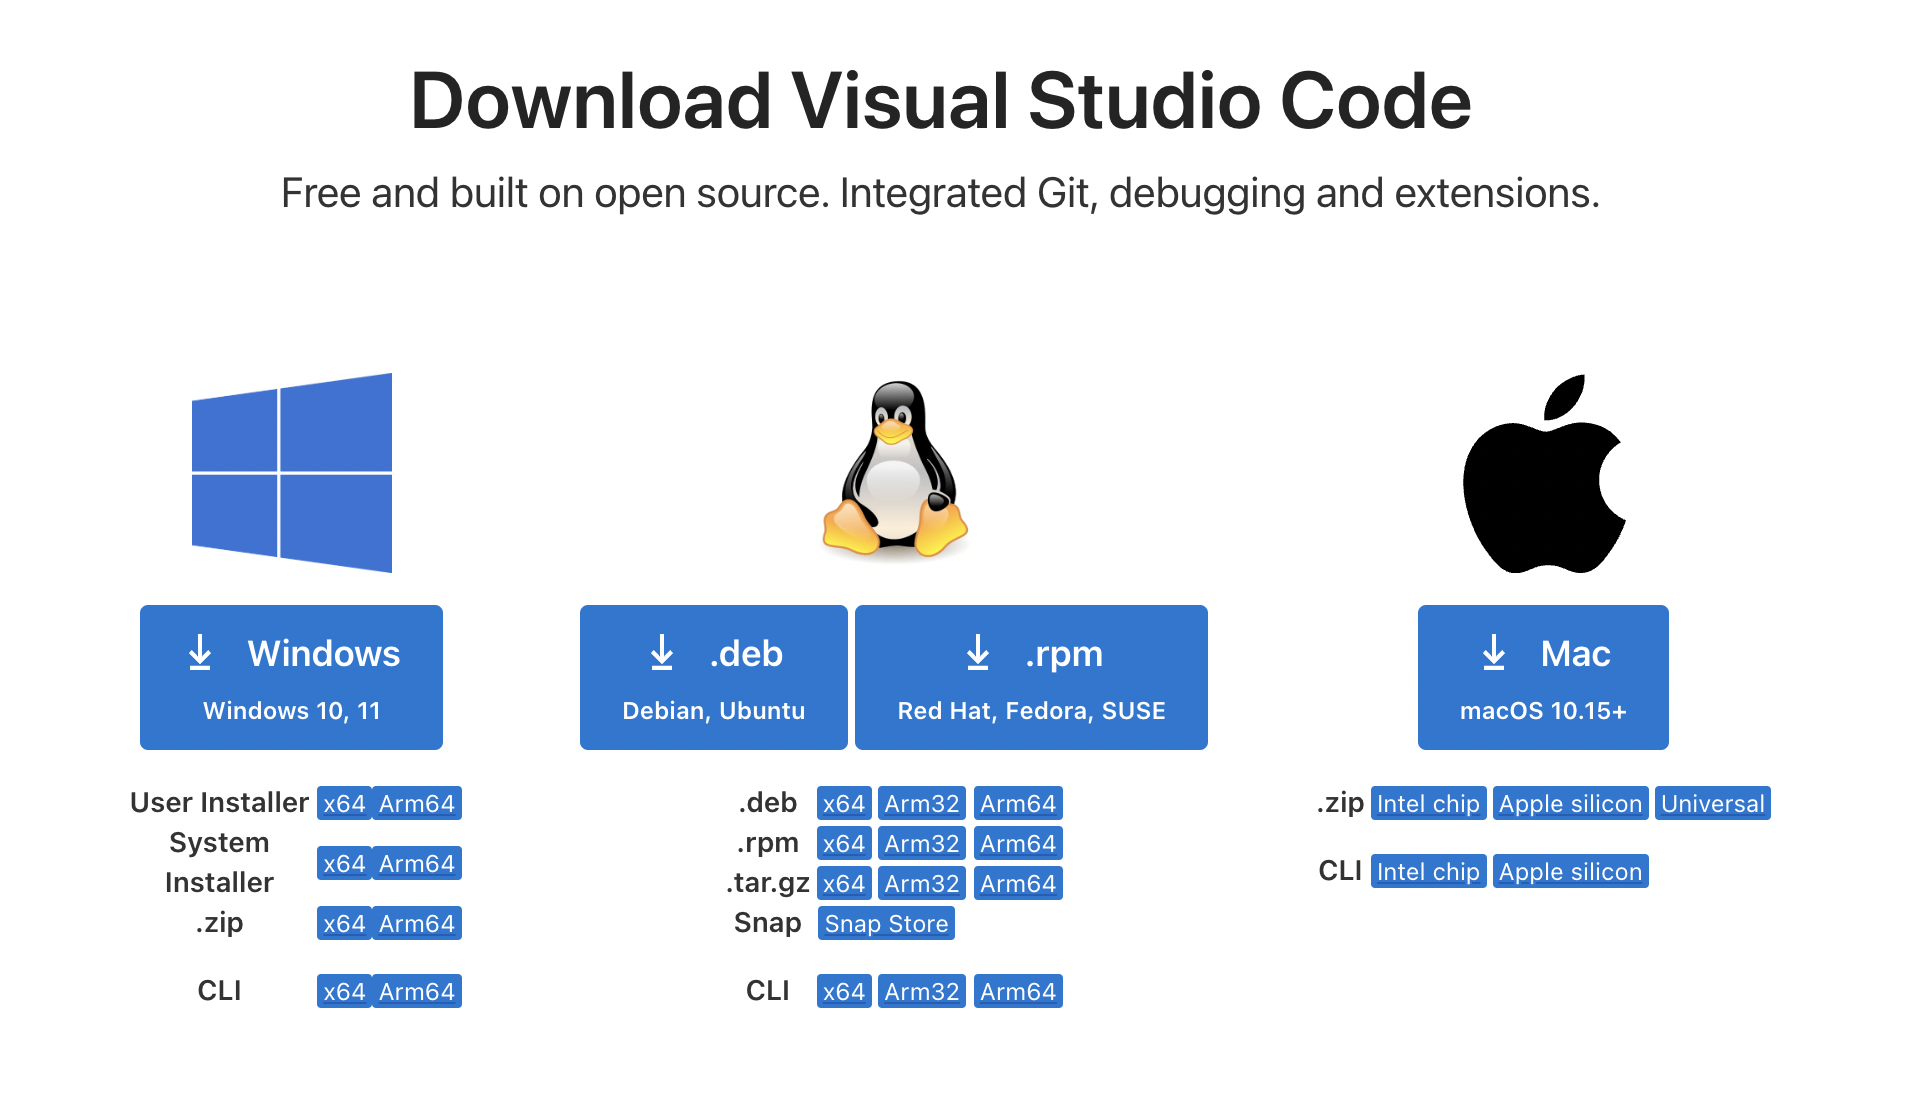 Download Visual Studio Code
Free and built on open source. Integrated Git, debugging and extensions.
Windows
Windows 10, 11
User Installer x64 Arm64
System
Installer x64 Arm64
.zip x64 Arm64
CLI x64 Arm64
.deb
Debian, Ubuntu
.rpm
Red Hat, Fedora, SUSE
.deb x64 Arm32 Arm64
.rpm x64 Arm32 Arm64
.tar.gz x64 Arm32 Arm64
Snap Snap Store
CLI x64 Arm32 Arm64
Mac
macOS 10.15+
.zip Intel chip Apple silicon Universal
CLI Intel chip Apple silicon